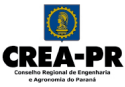 CREA-PR
Conselho Regional de Engenharia
e Agronomia do Paraná